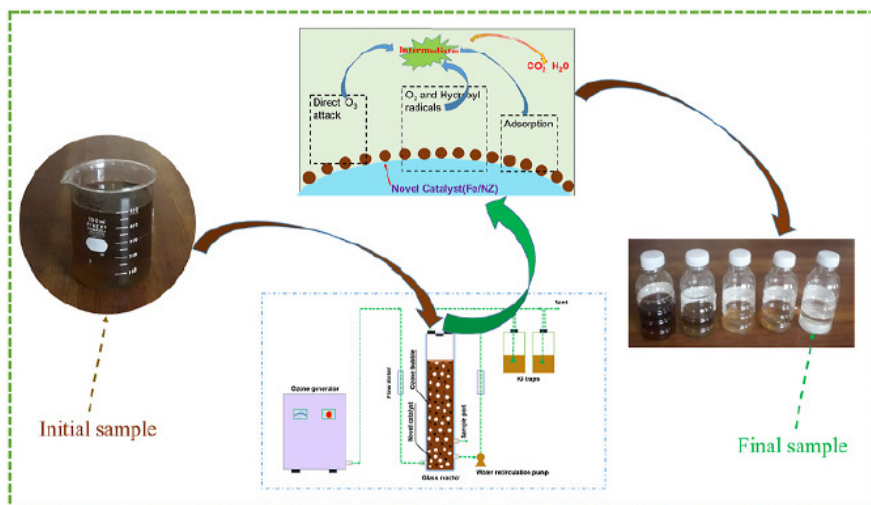 Intermediates
CO2 H2O
Direct O3
attack
O3 and Hydroxyl
radicals
Adsorption
Novel Catalyst(Fe/NZ)
Initial sample
Ozone generator
Flow meter
Ozone bubble
Novel catalyst
Sample port
Glass reactor
Water recirculation pump
KI traps
Vent
Final sample